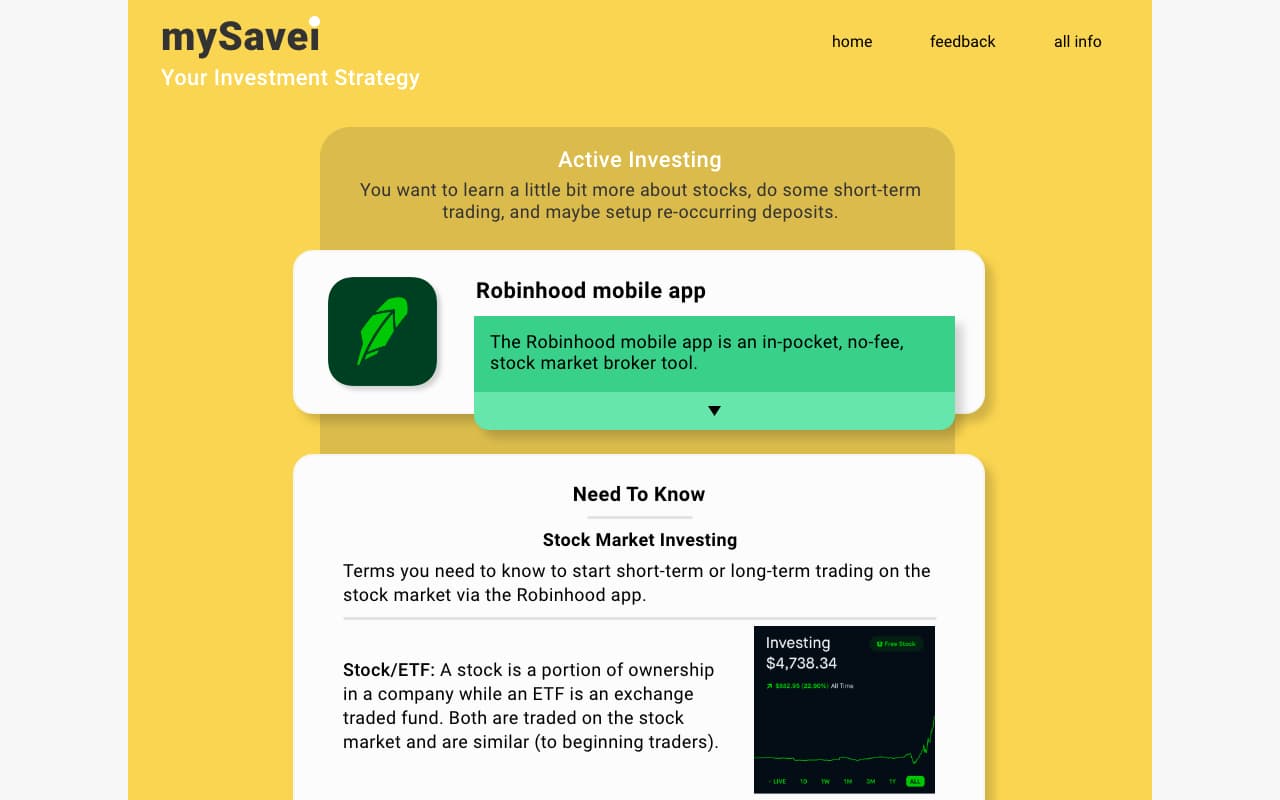 mySavei
home feedback all info
Your Investment Strategy
Active Investing
You want to learn a little bit more about stocks, do some short-term
trading, and maybe setup re-occurring deposits.
Robinhood mobile app
The Robinhood mobile app is an in-pocket, no-fee,
stock market broker tool.
Need To Know
Stock Market Investing
Terms you need to know to start short-term or long-term trading on the
stock market via the Robinhood app.
Stock/ETF: A stock is a portion of ownership
in a company while an ETF is an exchange
traded fund. Both are traded on the stock
market and are similar (to beginning traders).
Investing
Free Stock
$4,738.34
$882.95 (22.90%) All Time
LIVE 1D 1W 1M 3M 1Y ALL